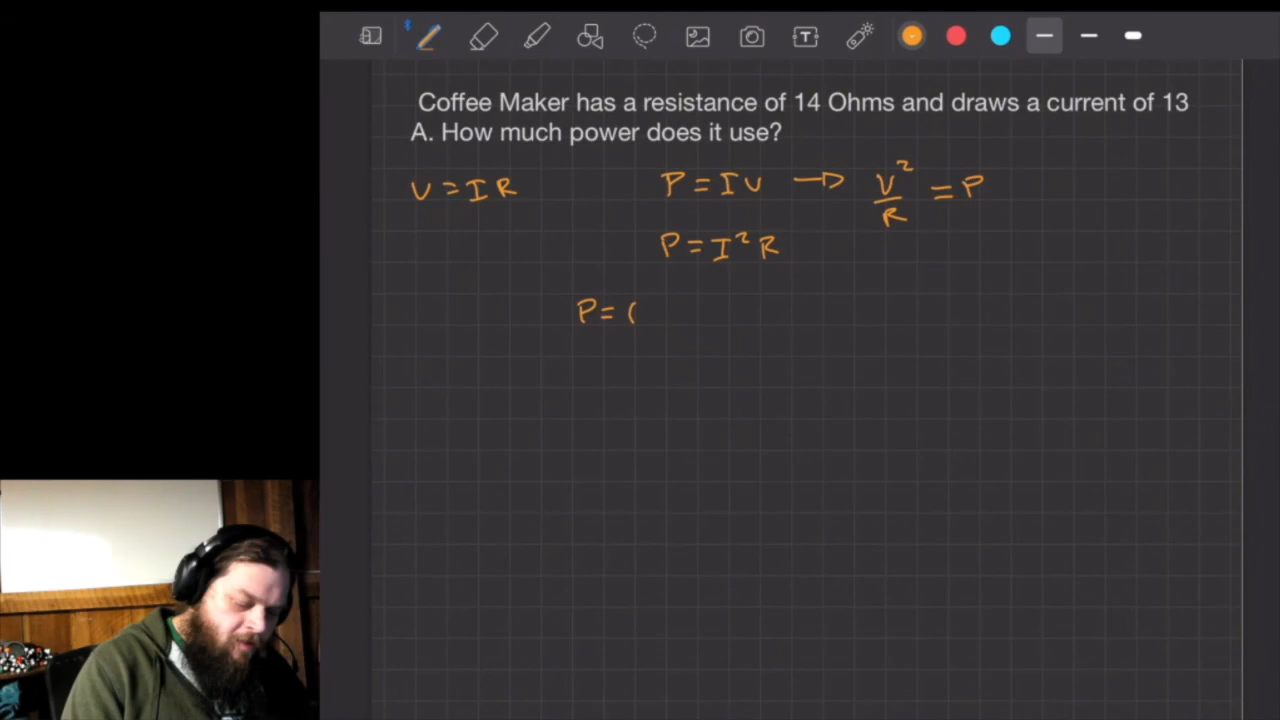 Coffee Maker has a resistance of 14 Ohms and draws a current of 13
A. How much power does it use?
V = IR
P = IV → V²/R = P
P = I²R
P = (